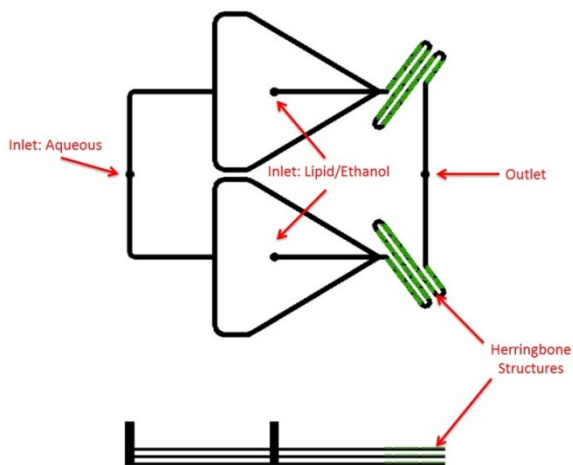 Inlet: Aqueous
Inlet: Lipid/Ethanol
Outlet
Herringbone
Structures